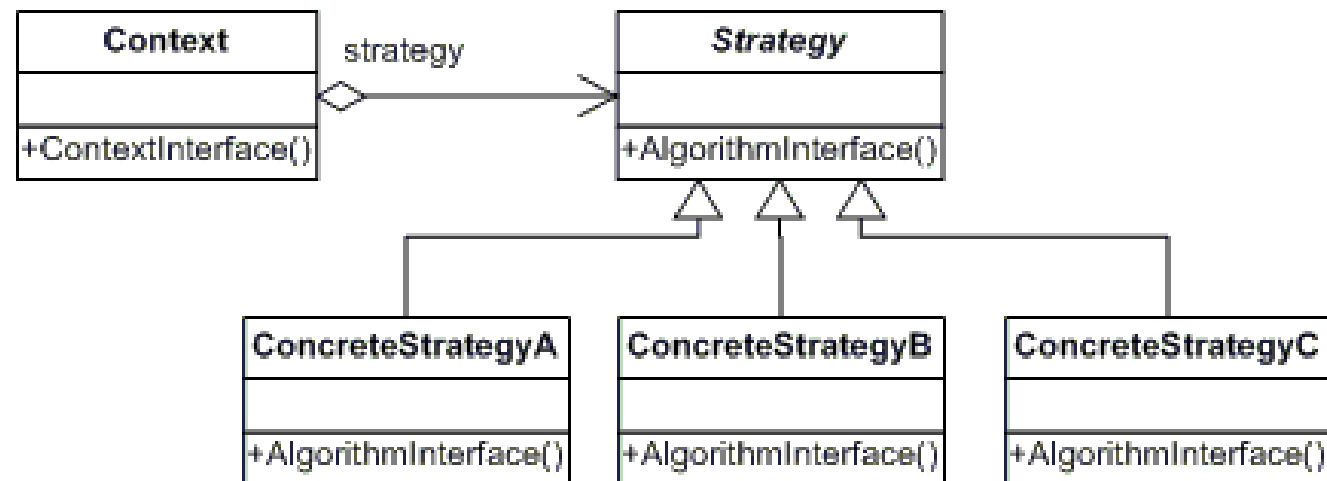 Context
strategy
Strategy
+ContextInterface()
+AlgorithmInterface()
ConcreteStrategyA
ConcreteStrategyB
ConcreteStrategyC
+AlgorithmInterface()
+AlgorithmInterface()
+AlgorithmInterface()